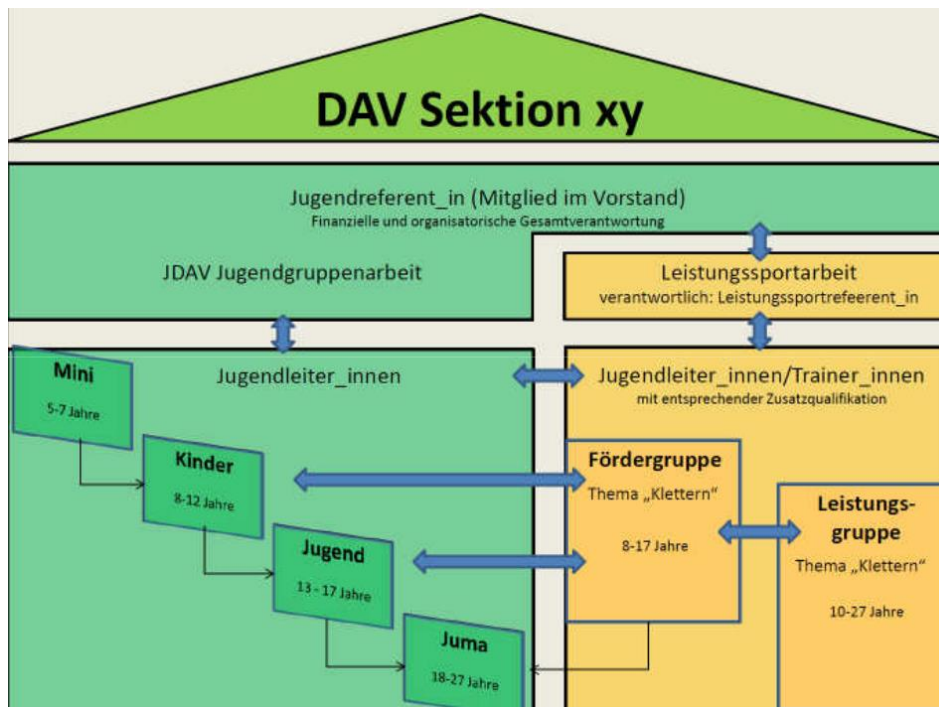 DAV Sektion xy
Jugendreferent_in (Mitglied im Vorstand)
Finanzielle und organisatorische Gesamtverantwortung
JDAV Jugendgruppenarbeit
Leistungssportarbeit
verantwortlich: Leistungssportrefeerent_in
Jugendleiter_innen
Mini
5-7 Jahre
Kinder
8-12 Jahre
Jugend
13 - 17 Jahre
Juma
18-27 Jahre
Jugendleiter_innen/Trainer_innen
mit entsprechender Zusatzqualifikation
Fördergruppe
Thema „Klettern“
8-17 Jahre
Leistungs-
gruppe
Thema „Klettern“
10-27 Jahre